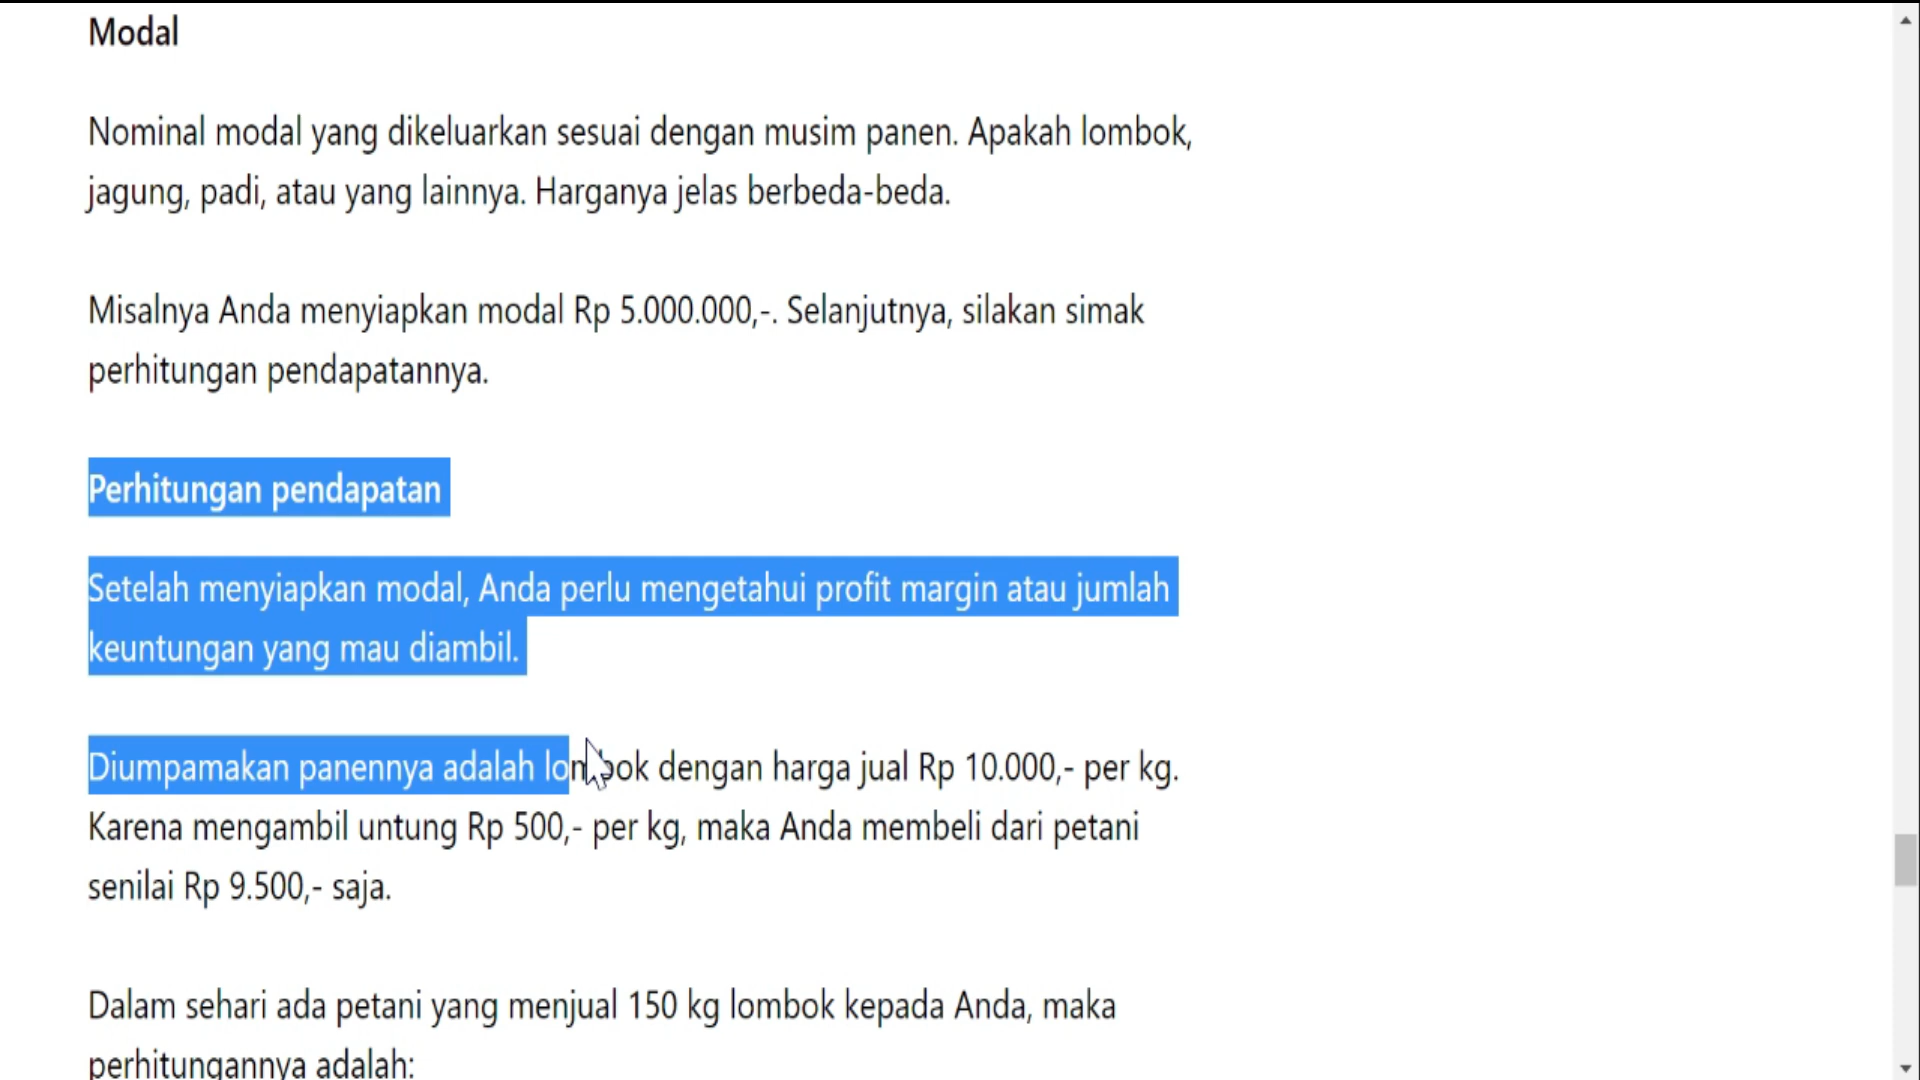 Modal
Nominal modal yang dikeluarkan sesuai dengan musim panen. Apakah lombok,
jagung, padi, atau yang lainnya. Harganya jelas berbeda-beda.
Misalnya Anda menyiapkan modal Rp 5.000.000,-. Selanjutnya, silakan simak
perhitungan pendapatannya.
Perhitungan pendapatan
Setelah menyiapkan modal, Anda perlu mengetahui profit margin atau jumlah
keuntungan yang mau diambil.
Diumpamakan panennya adalah lombok dengan harga jual Rp 10.000,- per kg.
Karena mengambil untung Rp 500,- per kg, maka Anda membeli dari petani
senilai Rp 9.500,- saja.
Dalam sehari ada petani yang menjual 150 kg lombok kepada Anda, maka
perhitungannya adalah: